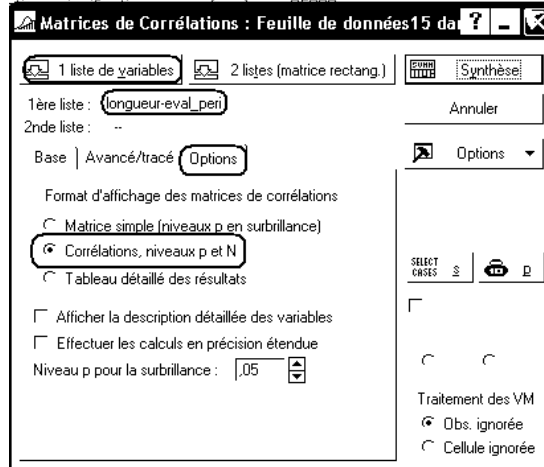 Matrices de Corrélations : Feuille de données15 da
1 liste de variables
2 listes (matrice rectang.)
Synthèse
1ère liste : longueur-eval_peri
Annuler
2nde liste : --
Base
Avancé/tracé
Options
Options
Format d'affichage des matrices de corrélations
Matrice simple (niveaux p en surbrillance)
Corrélations, niveaux p et N
Tableau détaillé des résultats
SELECT CASES
S
D
Afficher la description détaillée des variables
Effectuer les calculs en précision étendue
Niveau p pour la surbrillance : ,05
Traitement des VM
Obs. ignorée
Cellule ignorée